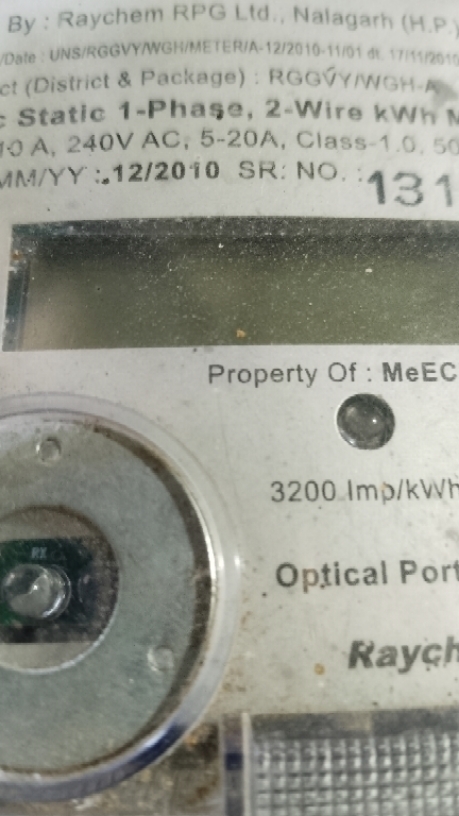 By : Raychem RPG Ltd., Nalagarh (H.P.)
/Date : UNS/RGGVY/WGH/METER/A-12/2010-11/01 dt. 17/11/2010
ct (District & Package) : RGGVY/WGH-A
c Static 1-Phase, 2-Wire kWh M
10 A, 240V AC, 5-20A, Class-1.0, 50
MM/YY : 12/2010 SR. NO. : 131
Property Of : MeEC
3200 Imp/kWh
RX
Optical Port
Raych